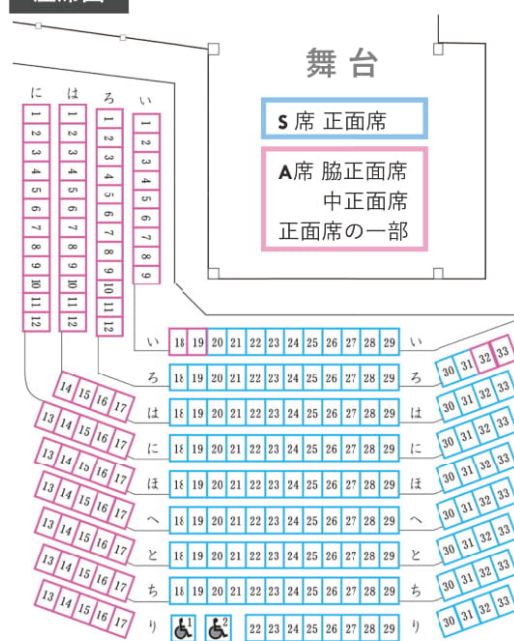 舞台
S席 正面席
A席 脇正面席
中正面席
正面席の一部
に は ろ い
1 1 1 1
2 2 2 2
3 3 3 3
4 4 4 4
5 5 5 5
6 6 6 6
7 7 7 7
8 8 8 8
9 9 9 9
10 10 10
11 11 11
12 12 12
い 18 19 20 21 22 23 24 25 26 27 28 29 い 30 31 32 33
14 15 16 17 ろ 18 19 20 21 22 23 24 25 26 27 28 29 ろ 30 31 32 33
13 14 15 16 17 は 18 19 20 21 22 23 24 25 26 27 28 29 は 30 31 32 33
13 14 15 16 17 に 18 19 20 21 22 23 24 25 26 27 28 29 に 30 31 32 33
13 14 15 16 17 ほ 18 19 20 21 22 23 24 25 26 27 28 29 ほ 30 31 32 33
13 14 15 16 17 へ 18 19 20 21 22 23 24 25 26 27 28 29 へ 30 31 32 33
13 14 15 16 17 と 18 19 20 21 22 23 24 25 26 27 28 29 と 30 31 32 33
13 14 15 16 17 ち 18 19 20 21 22 23 24 25 26 27 28 29 ち 30 31 32 33
り 1 2 22 23 24 25 26 27 28 29 り 30 31 32 33